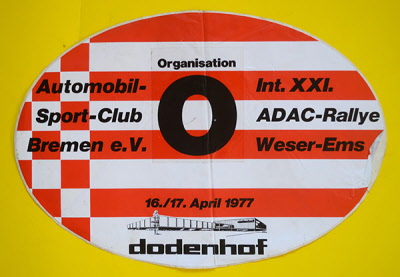 Organisation
O
Automobil-
Sport-Club
Bremen e.V.
Int. XXI.
ADAC-Rallye
Weser-Ems
16./17. April 1977
dodenhof